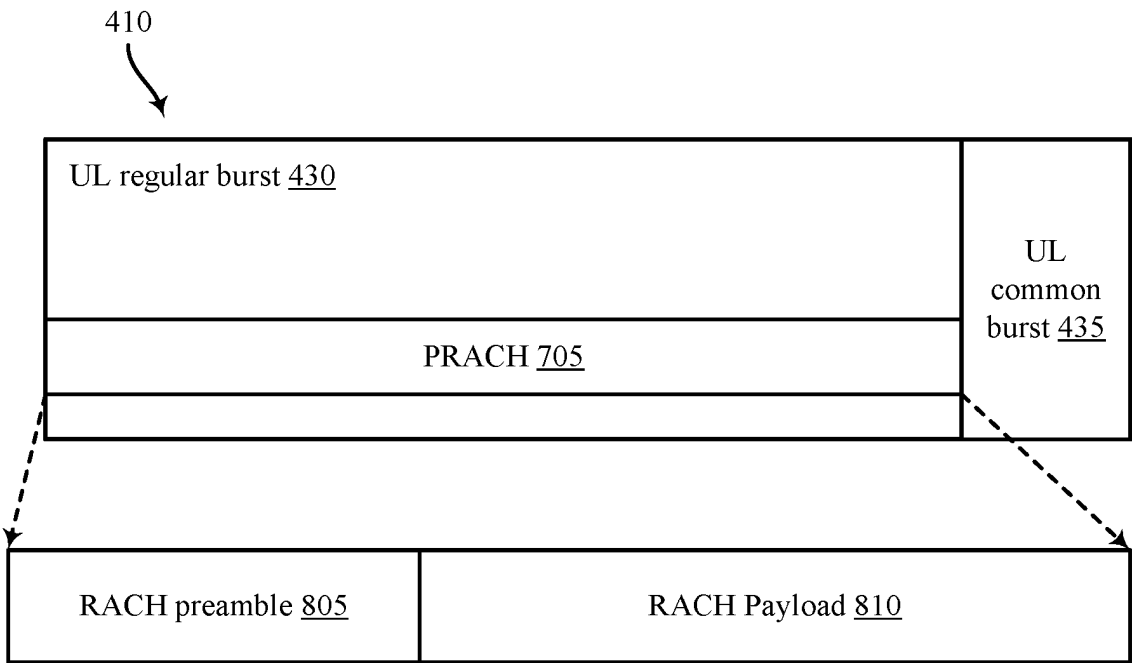 410
UL regular burst 430
UL
common
burst 435
PRACH 705
RACH preamble 805
RACH Payload 810